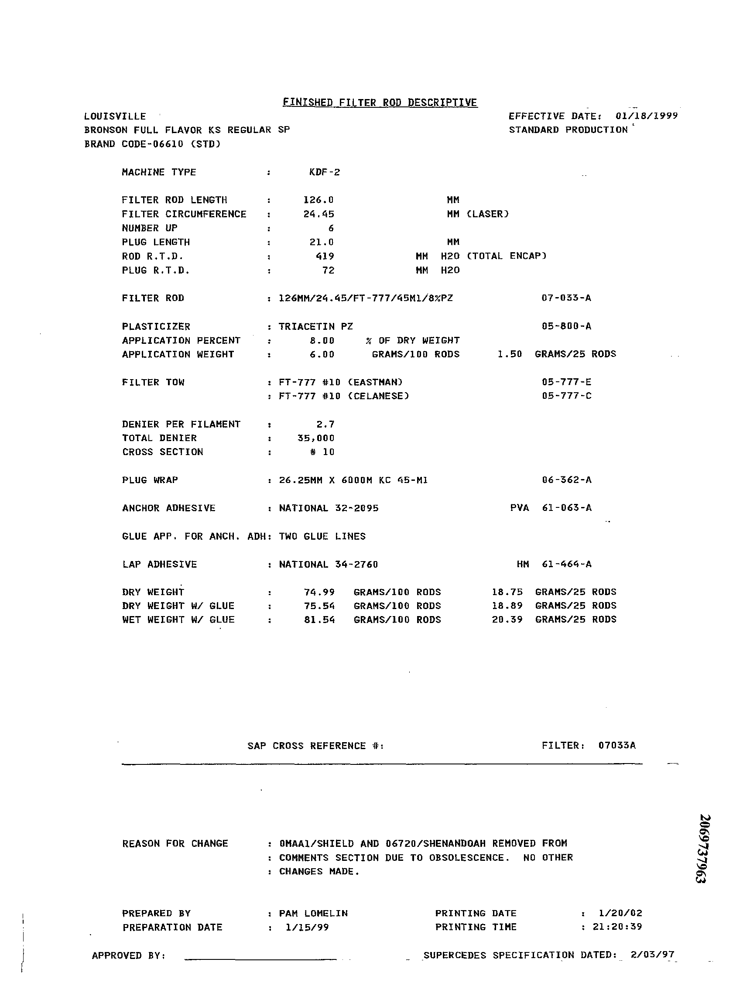 FINISHED FILTER ROD DESCRIPTIVE
LOUISVILLE EFFECTIVE DATE: 01/18/1999
BRONSON FULL FLAVOR KS REGULAR SP STANDARD PRODUCTION
BRAND CODE-06610 (STD)
MACHINE TYPE : KDF-2
FILTER ROD LENGTH : 126.0 MM
FILTER CIRCUMFERENCE : 24.45 MM (LASER)
NUMBER UP : 6
PLUG LENGTH : 21.0 MM
ROD R.T.D. : 419 MM H2O (TOTAL ENCAP)
PLUG R.T.D. : 72 MM H2O
FILTER ROD : 126MM/24.45/FT-777/45M1/8%PZ 07-033-A
PLASTICIZER : TRIACETIN PZ 05-800-A
APPLICATION PERCENT : 8.00 % OF DRY WEIGHT
APPLICATION WEIGHT : 6.00 GRAMS/100 RODS 1.50 GRAMS/25 RODS
FILTER TOW : FT-777 #10 (EASTMAN) 05-777-E
: FT-777 #10 (CELANESE) 05-777-C
DENIER PER FILAMENT : 2.7
TOTAL DENIER : 35,000
CROSS SECTION : # 10
PLUG WRAP : 26.25MM X 6000M KC 45-M1 06-362-A
ANCHOR ADHESIVE : NATIONAL 32-2095 PVA 61-063-A
GLUE APP. FOR ANCH. ADH: TWO GLUE LINES
LAP ADHESIVE : NATIONAL 34-2760 HM 61-464-A
DRY WEIGHT : 74.99 GRAMS/100 RODS 18.75 GRAMS/25 RODS
DRY WEIGHT W/ GLUE : 75.54 GRAMS/100 RODS 18.89 GRAMS/25 RODS
WET WEIGHT W/ GLUE : 81.54 GRAMS/100 RODS 20.39 GRAMS/25 RODS
SAP CROSS REFERENCE #: FILTER: 07033A
REASON FOR CHANGE : 0MAA1/SHIELD AND 06720/SHENANDOAH REMOVED FROM
: COMMENTS SECTION DUE TO OBSOLESCENCE. NO OTHER
: CHANGES MADE.
2069737963
PREPARED BY : PAM LOMELIN PRINTING DATE : 1/20/02
PREPARATION DATE : 1/15/99 PRINTING TIME : 21:20:39
APPROVED BY: SUPERCEDES SPECIFICATION DATED: 2/03/97